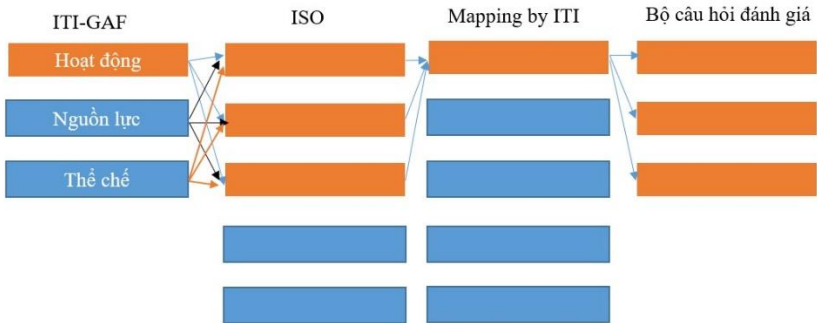 ITI-GAF
ISO
Mapping by ITI
Bộ câu hỏi đánh giá
Hoạt động
Nguồn lực
Thể chế